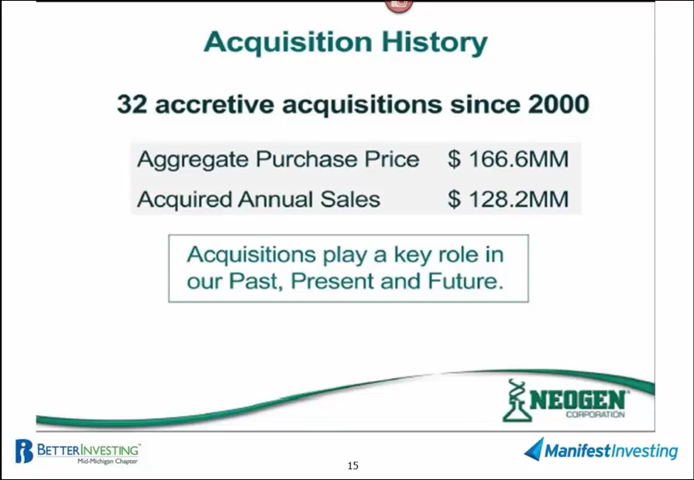 Acquisition History
32 accretive acquisitions since 2000
Aggregate Purchase Price $ 166.6MM
Acquired Annual Sales $ 128.2MM
Acquisitions play a key role in
our Past, Present and Future.
NEOGEN
CORPORATION
BETTERINVESTING™
Mid-Michigan Chapter
ManifestInvesting
15